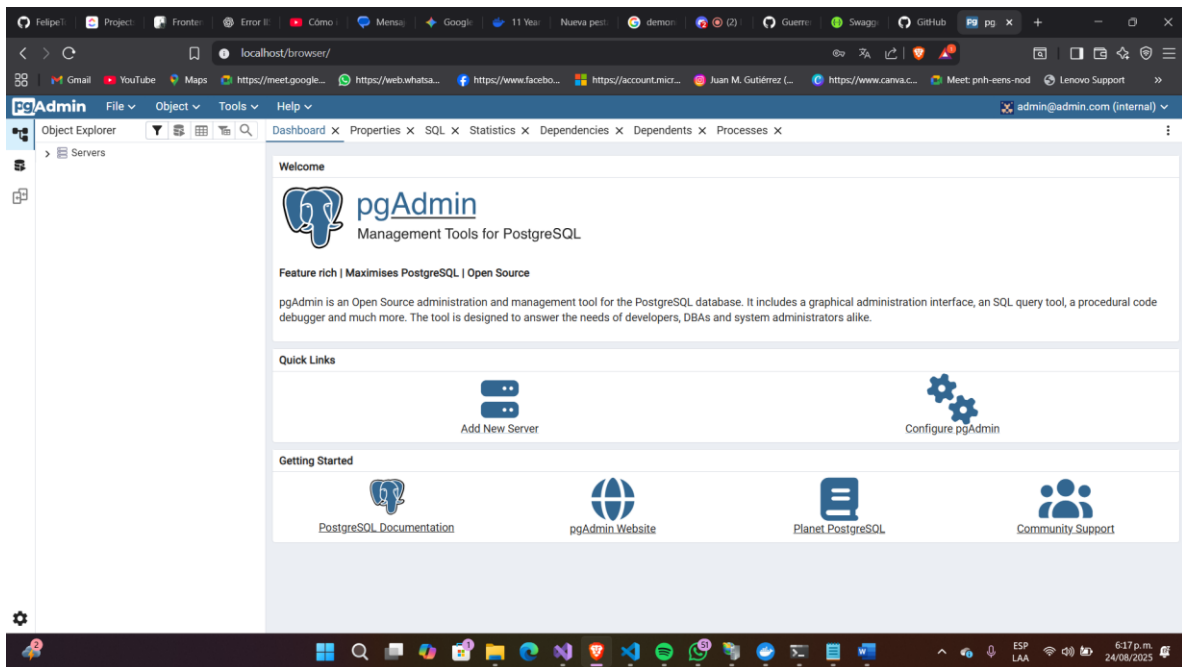 FelipeT
Project:
Fronter
Error II
Cómo
Mensaj
Google
11 Year
Nueva pest
demon
(2)
Guerre
Swagg
GitHub
pg
localhost/browser/
Gmail
YouTube
Maps
https://meet.google...
https://web.whatsa...
https://www.facebo...
https://account.micr...
Juan M. Gutiérrez (...
https://www.canva.c...
Meet: pnh-eens-nod
Lenovo Support
»
pgAdmin File Object Tools Help admin@admin.com (internal)
Object Explorer
Dashboard Properties SQL Statistics Dependencies Dependents Processes
Servers
Welcome
pgAdmin
Management Tools for PostgreSQL
Feature rich | Maximises PostgreSQL | Open Source
pgAdmin is an Open Source administration and management tool for the PostgreSQL database. It includes a graphical administration interface, an SQL query tool, a procedural code
debugger and much more. The tool is designed to answer the needs of developers, DBAs and system administrators alike.
Quick Links
Add New Server
Configure pgAdmin
Getting Started
PostgreSQL Documentation
pgAdmin Website
Planet PostgreSQL
Community Support
2
ESP
LAA
6:17 p.m.
24/08/2025